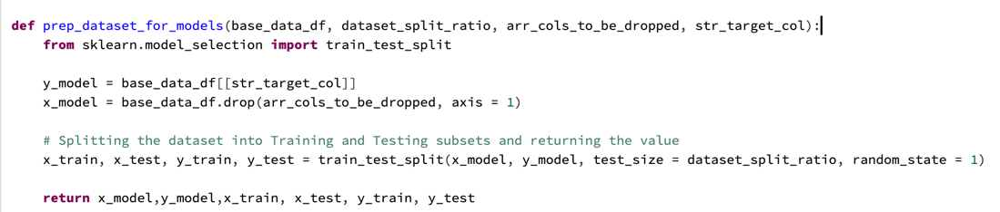 def prep_dataset_for_models(base_data_df, dataset_split_ratio, arr_cols_to_be_dropped, str_target_col):
    from sklearn.model_selection import train_test_split
    y_model = base_data_df[[str_target_col]]
    x_model = base_data_df.drop(arr_cols_to_be_dropped, axis = 1)
    # Splitting the dataset into Training and Testing subsets and returning the value
    x_train, x_test, y_train, y_test = train_test_split(x_model, y_model, test_size = dataset_split_ratio, random_state = 1)
    return x_model,y_model,x_train, x_test, y_train, y_test